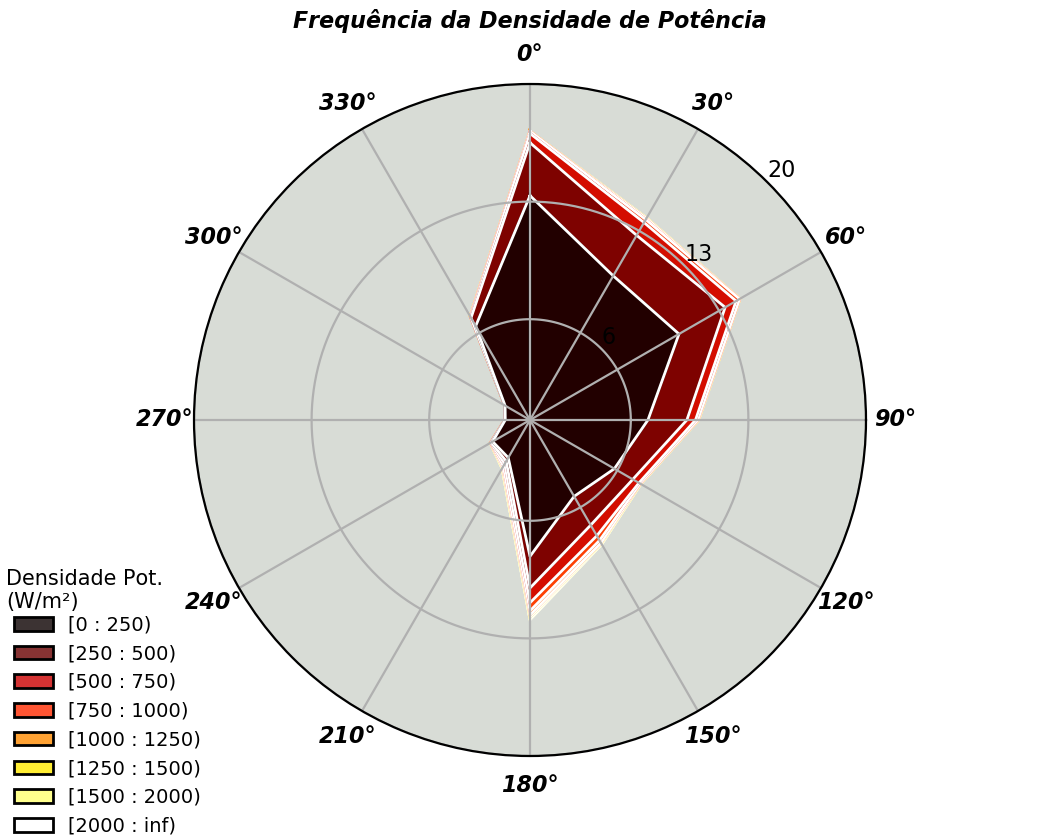 Frequência da Densidade de Potência
0°
330°
30°
20
300°
60°
13
6
270°
90°
240°
120°
210°
150°
180°
Densidade Pot.
(W/m²)
[0 : 250)
[250 : 500)
[500 : 750)
[750 : 1000)
[1000 : 1250)
[1250 : 1500)
[1500 : 2000)
[2000 : inf)